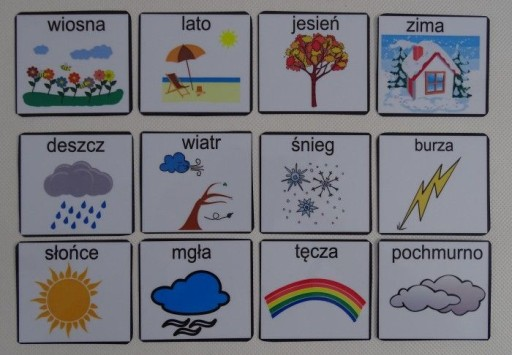 wiosna lato jesień zima
deszcz wiatr śnieg burza
słońce mgła tęcza pochmurno